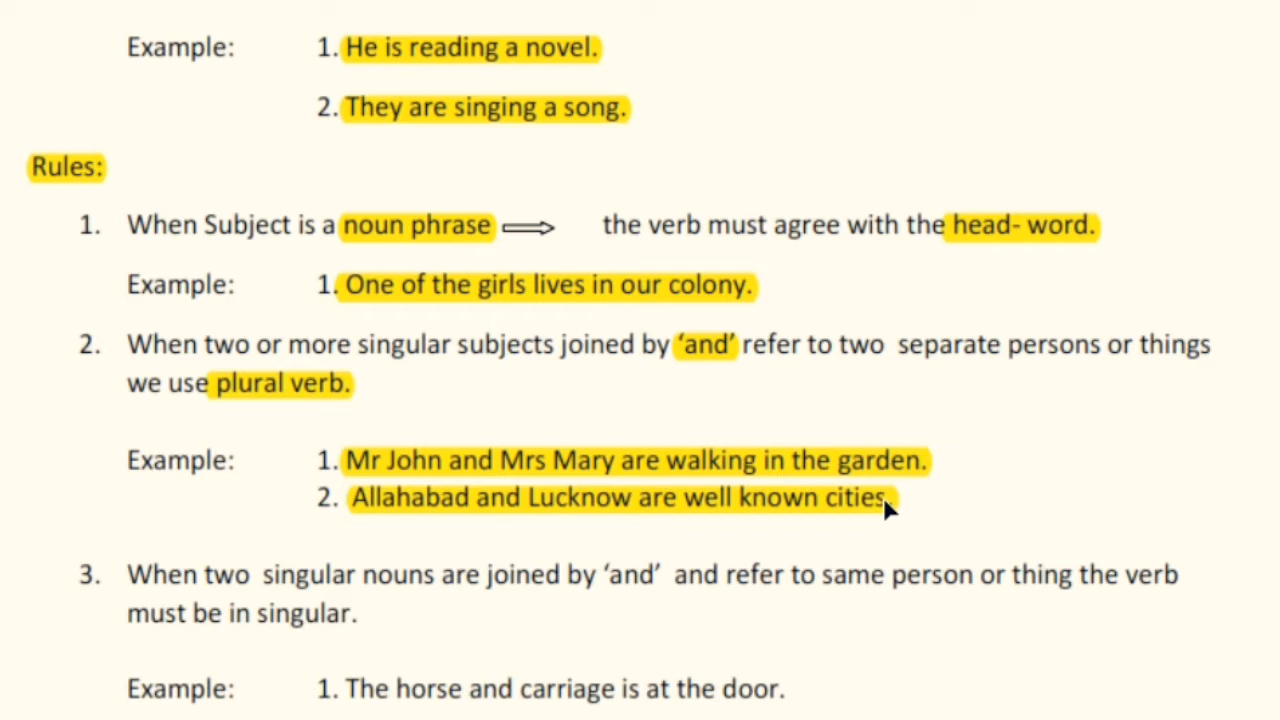 Example: 1. He is reading a novel.
2. They are singing a song.
Rules:
1. When Subject is a noun phrase ⇒ the verb must agree with the head- word.
Example: 1. One of the girls lives in our colony.
2. When two or more singular subjects joined by ‘and’ refer to two separate persons or things
we use plural verb.
Example: 1. Mr John and Mrs Mary are walking in the garden.
2. Allahabad and Lucknow are well known cities.
3. When two singular nouns are joined by ‘and’ and refer to same person or thing the verb
must be in singular.
Example: 1. The horse and carriage is at the door.